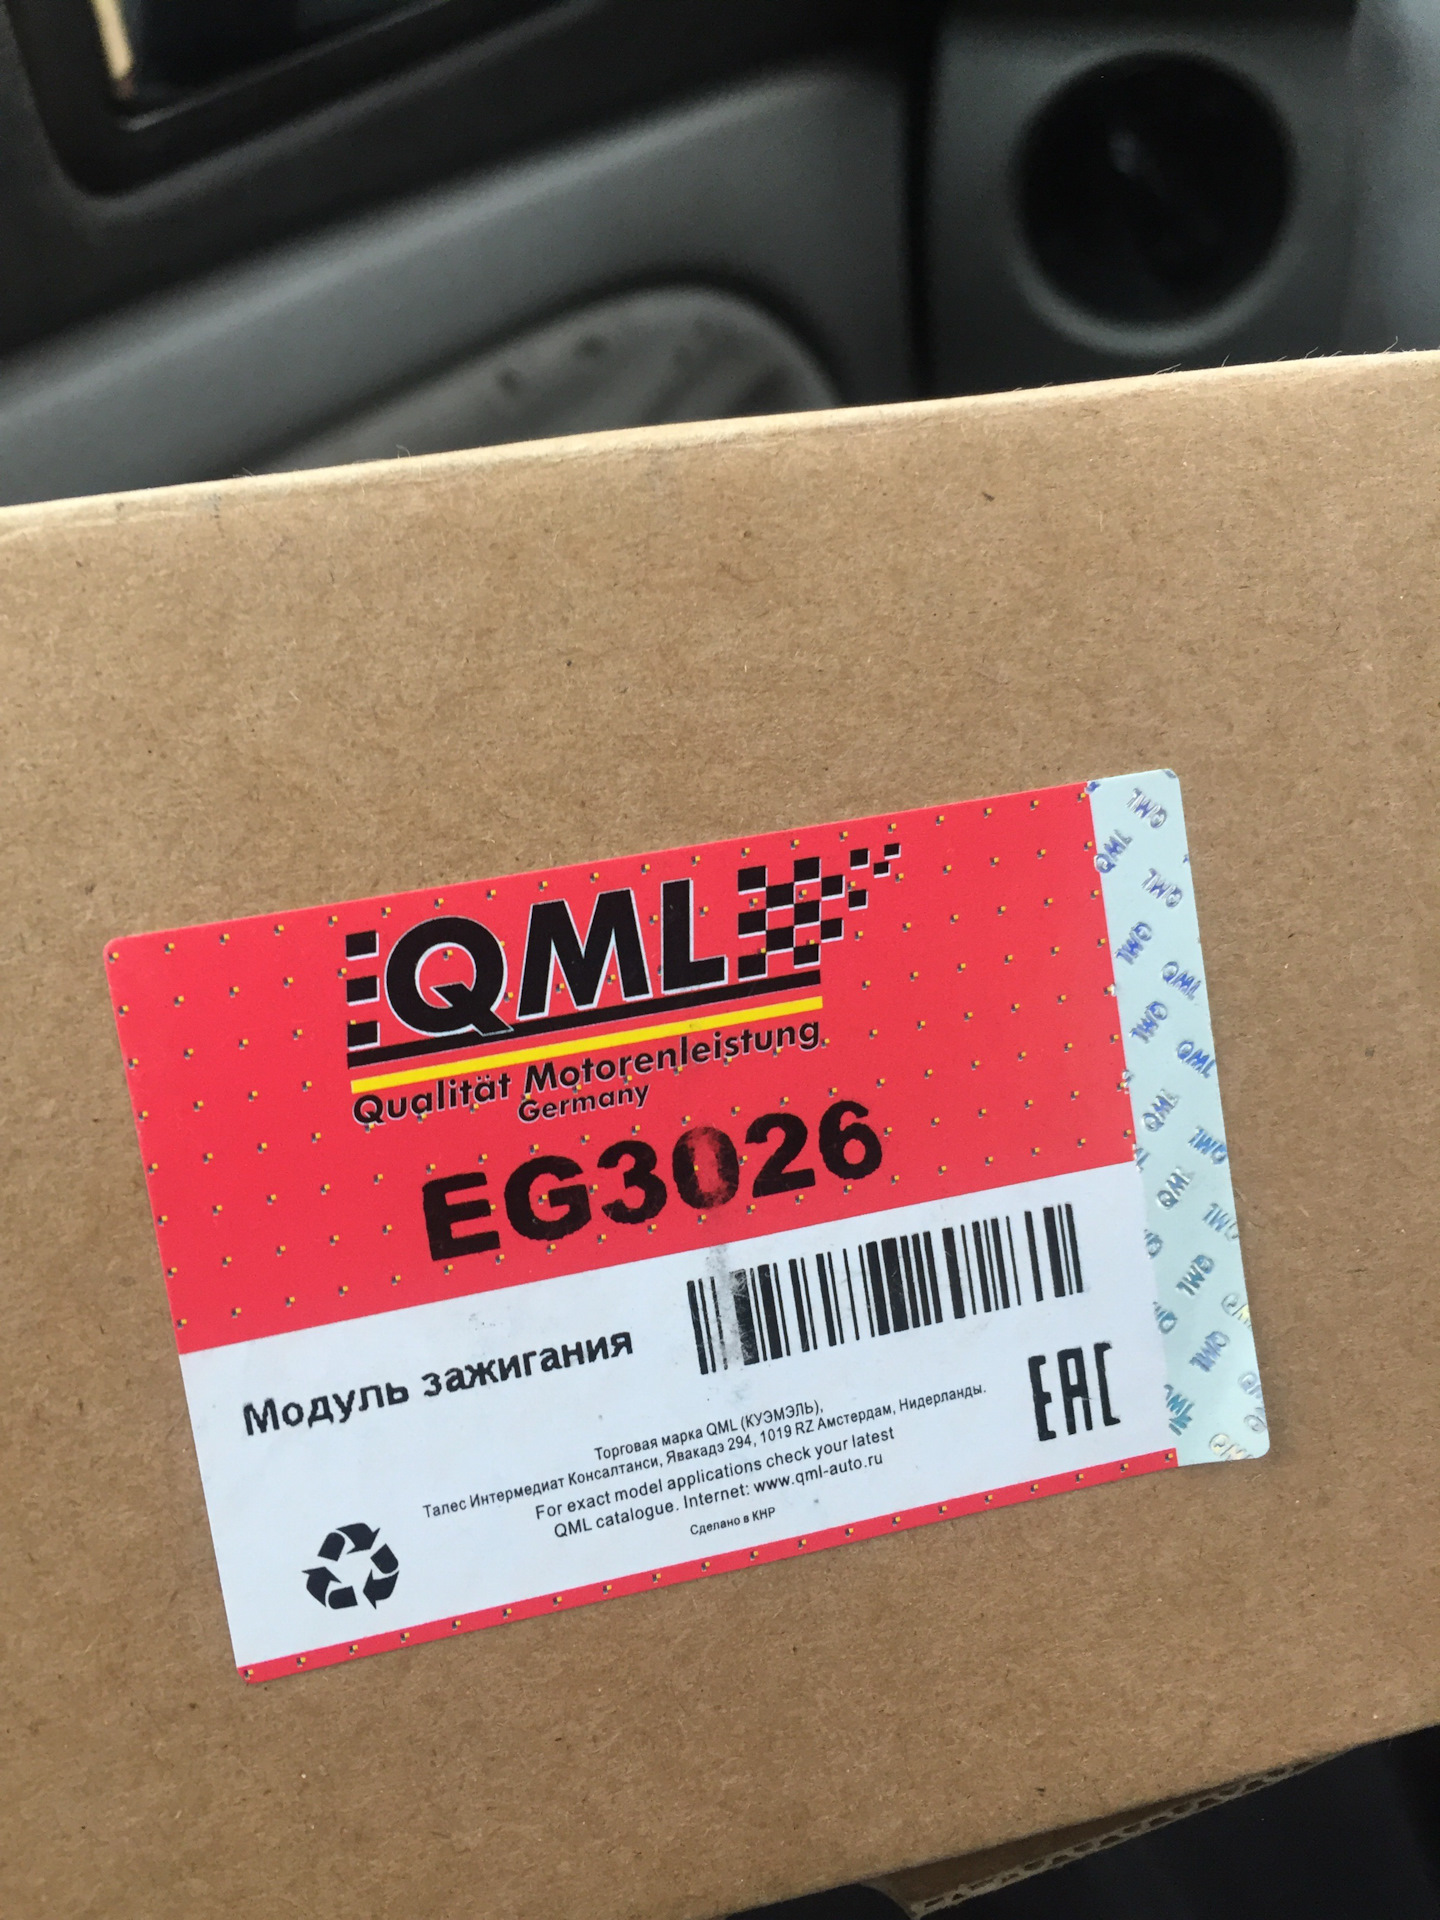 QML
Qualität Motorenleistung
Germany
EG3026
Модуль зажигания
EAC
Торговая марка QML (КУЭМЭЛЬ),
Талес Интермедиат Консалтанси, Явакадэ 294, 1019 RZ Амстердам, Нидерланды.
For exact model applications check your latest
QML catalogue. Internet: www.qml-auto.ru
Сделано в КНР